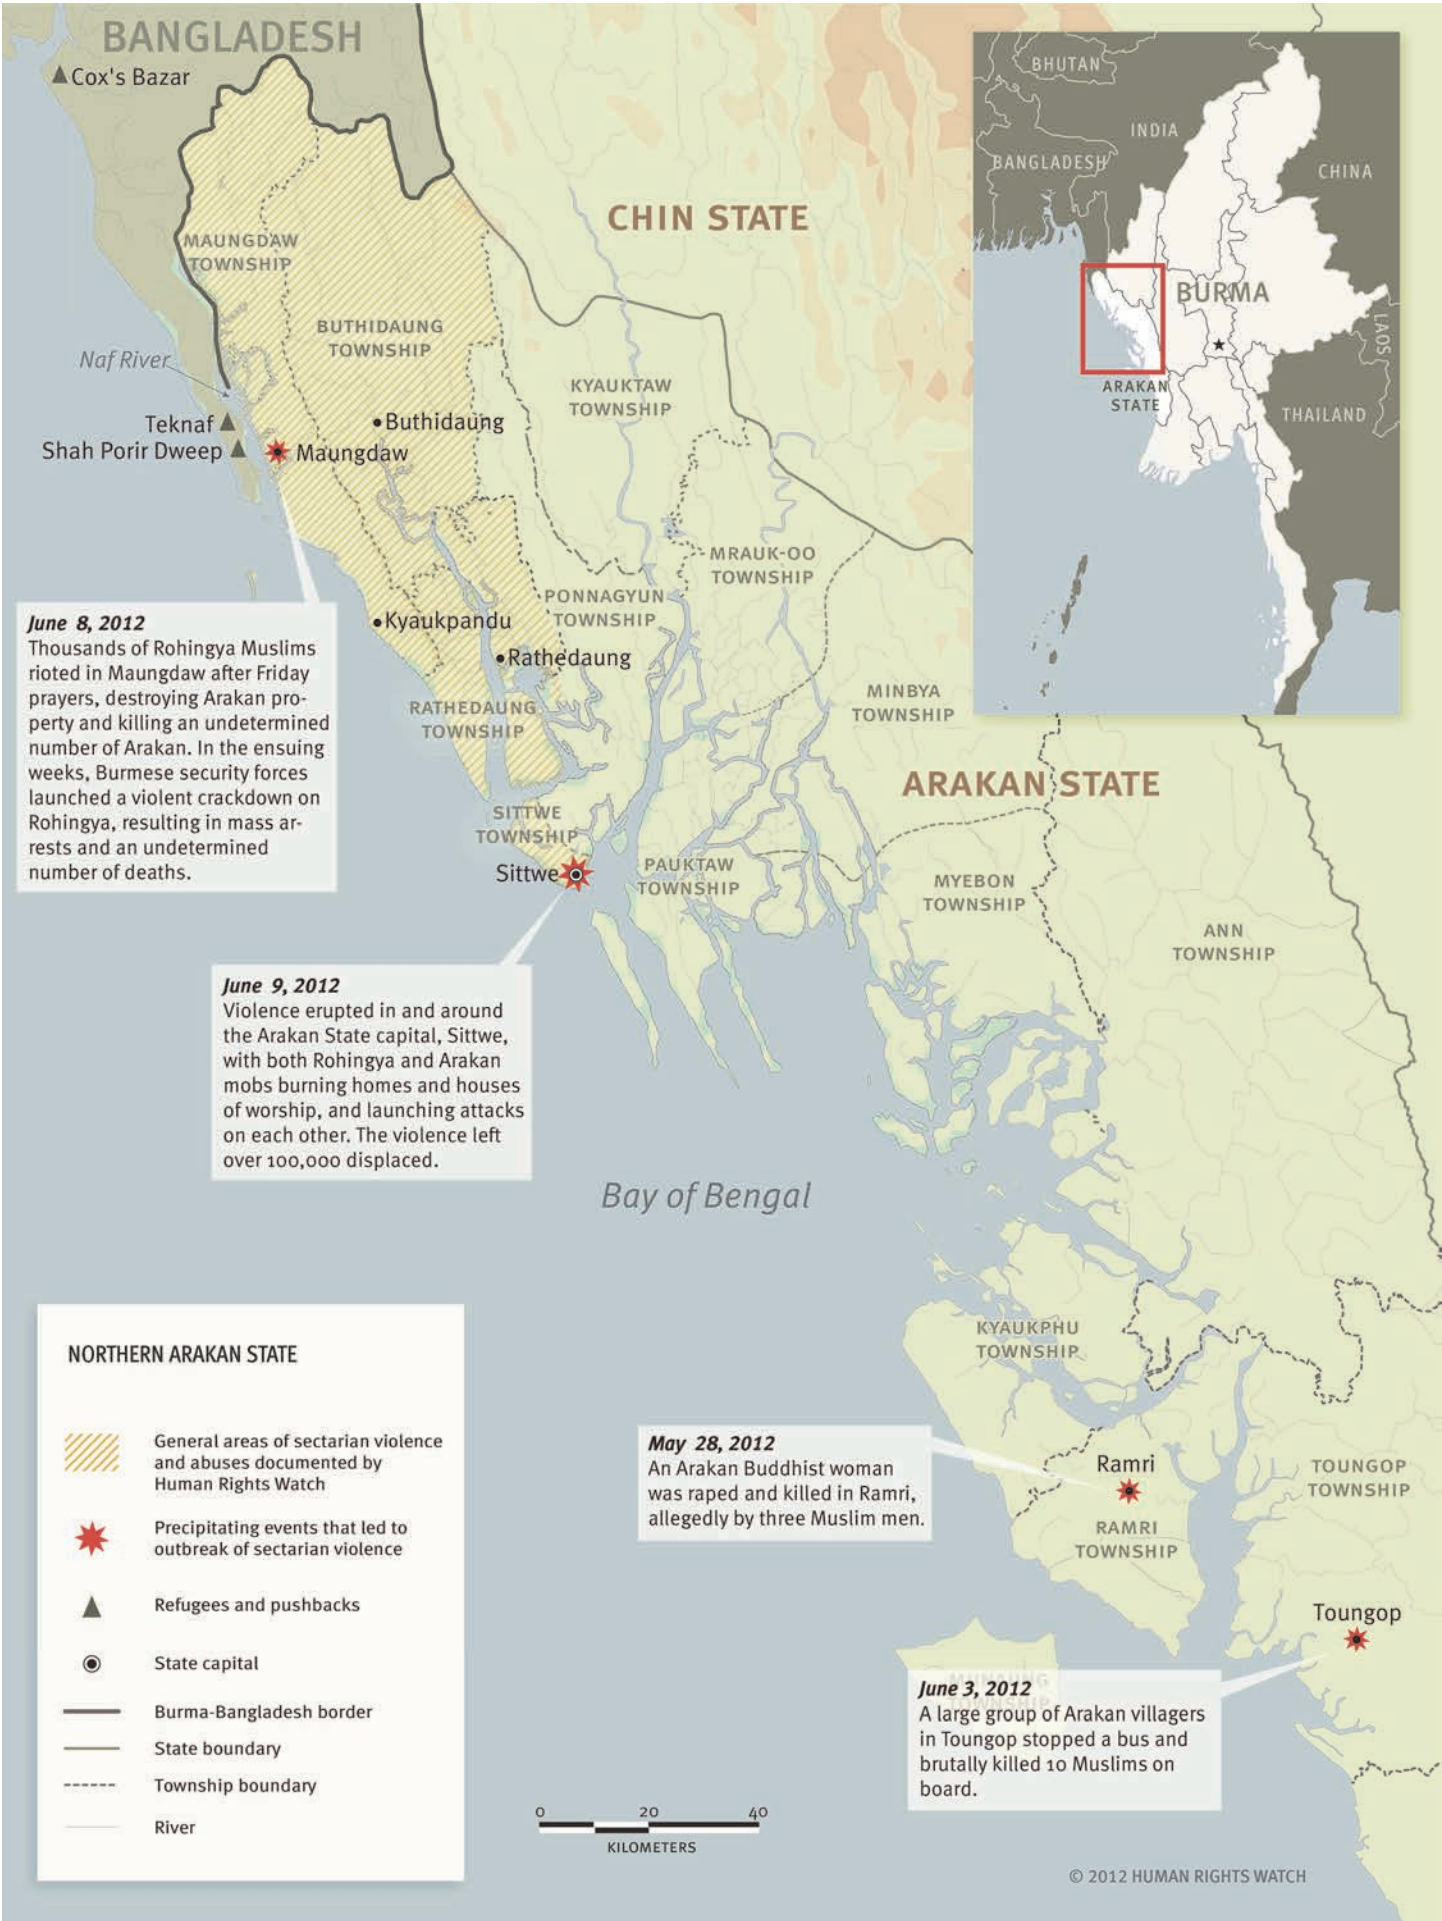 BANGLADESH
Cox's Bazar
CHIN STATE
MAUNGDAW
TOWNSHIP
BUTHIDAUNG
TOWNSHIP
Naf River
KYAUKTAW
TOWNSHIP
Teknaf
Buthidaung
Shah Porir Dweep
Maungdaw
MRAUK-OO
TOWNSHIP
PONNAGYUN
TOWNSHIP
Kyaukpandu
Rathedaung
RATHEDAUNG
TOWNSHIP
MINBYA
TOWNSHIP
ARAKAN STATE
SITTWE
TOWNSHIP
Sittwe
PAUKTAW
TOWNSHIP
MYEBON
TOWNSHIP
ANN
TOWNSHIP
BHUTAN
INDIA
BANGLADESH
CHINA
BURMA
LAOS
ARAKAN
STATE
THAILAND
June 8, 2012
Thousands of Rohingya Muslims
rioted in Maungdaw after Friday
prayers, destroying Arakan pro-
perty and killing an undetermined
number of Arakan. In the ensuing
weeks, Burmese security forces
launched a violent crackdown on
Rohingya, resulting in mass ar-
rests and an undetermined
number of deaths.
June 9, 2012
Violence erupted in and around
the Arakan State capital, Sittwe,
with both Rohingya and Arakan
mobs burning homes and houses
of worship, and launching attacks
on each other. The violence left
over 100,000 displaced.
Bay of Bengal
KYAUKPHU
TOWNSHIP
May 28, 2012
An Arakan Buddhist woman
was raped and killed in Ramri,
allegedly by three Muslim men.
Ramri
RAMRI
TOWNSHIP
TOUNGOP
TOWNSHIP
Toungop
MUNAUNG
TOWNSHIP
June 3, 2012
A large group of Arakan villagers
in Toungop stopped a bus and
brutally killed 10 Muslims on
board.
NORTHERN ARAKAN STATE
General areas of sectarian violence
and abuses documented by
Human Rights Watch
Precipitating events that led to
outbreak of sectarian violence
Refugees and pushbacks
State capital
Burma-Bangladesh border
State boundary
Township boundary
River
0 20 40
KILOMETERS
© 2012 HUMAN RIGHTS WATCH